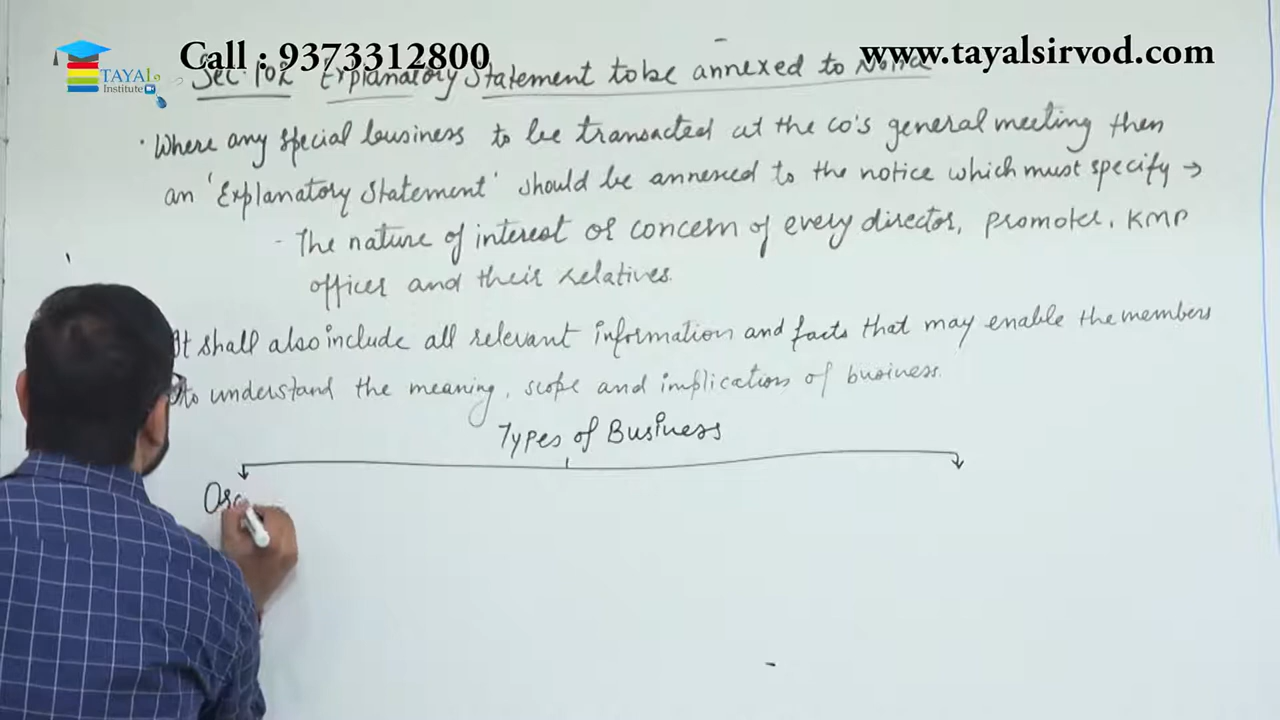 Call : 9373312800
www.tayalsirvod.com
TAYAL
Institute
Sec 102 Explanatory Statement to be annexed to Notice
· Where any special business to be transacted at the co's general meeting then
an 'Explanatory Statement' should be annexed to the notice which must specify →
- The nature of interest or concern of every director, promoter, KMP
officer and their relatives.
It shall also include all relevant information and facts that may enable the members
to understand the meaning, scope and implication of business.
Types of Business
Ord